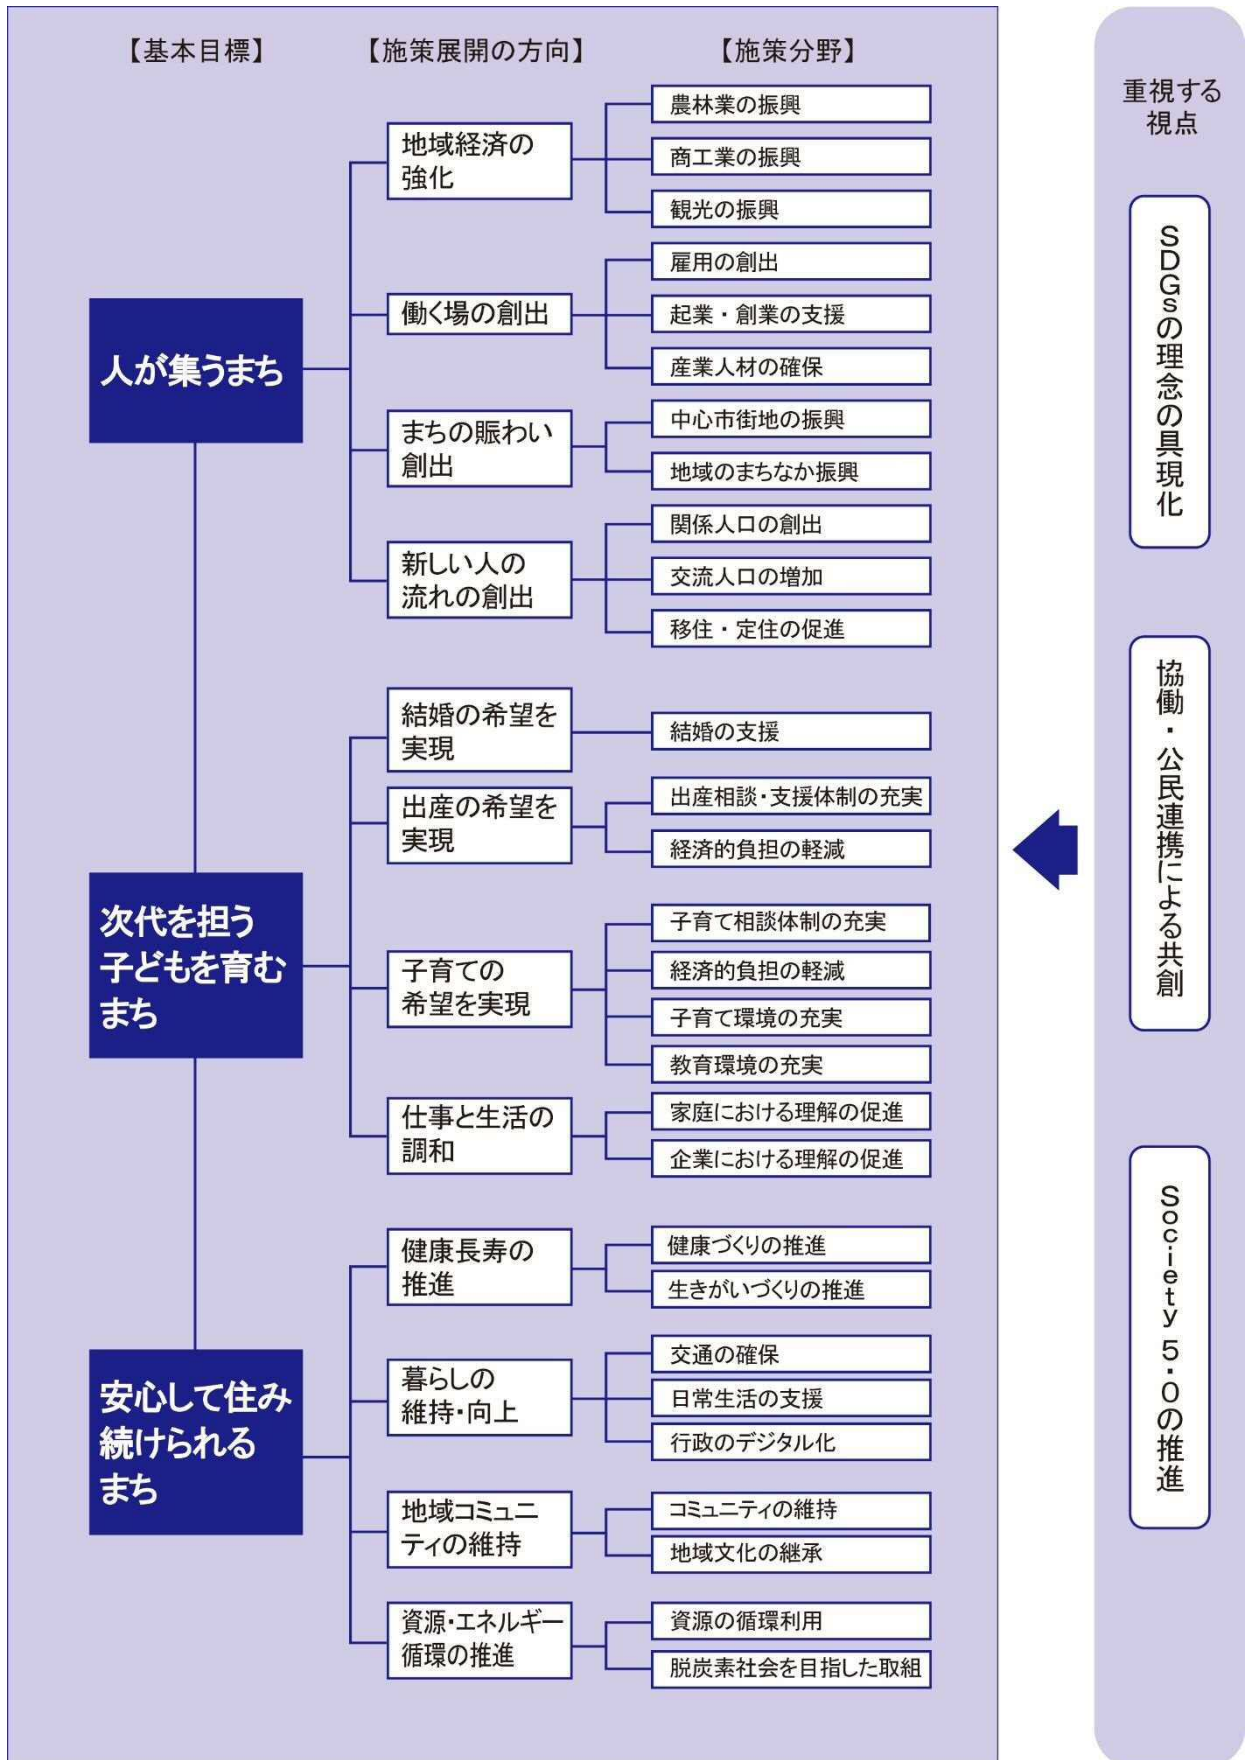 【基本目標】
【施策展開の方向】
【施策分野】
人が集うまち
地域経済の
強化
農林業の振興
商工業の振興
観光の振興
働く場の創出
雇用の創出
起業・創業の支援
産業人材の確保
まちの賑わい
創出
中心市街地の振興
地域のまちなか振興
新しい人の
流れの創出
関係人口の創出
交流人口の増加
移住・定住の促進
次代を担う
子どもを育む
まち
結婚の希望を
実現
結婚の支援
出産の希望を
実現
出産相談・支援体制の充実
経済的負担の軽減
子育ての
希望を実現
子育て相談体制の充実
経済的負担の軽減
子育て環境の充実
教育環境の充実
仕事と生活の
調和
家庭における理解の促進
企業における理解の促進
安心して住み
続けられる
まち
健康長寿の
推進
健康づくりの推進
生きがいづくりの推進
暮らしの
維持・向上
交通の確保
日常生活の支援
行政のデジタル化
地域コミュニ
ティの維持
コミュニティの維持
地域文化の継承
資源・エネルギー
循環の推進
資源の循環利用
脱炭素社会を目指した取組
重視する
視点
SDGsの理念の具現化
協働・公民連携による共創
Society 5・0の推進